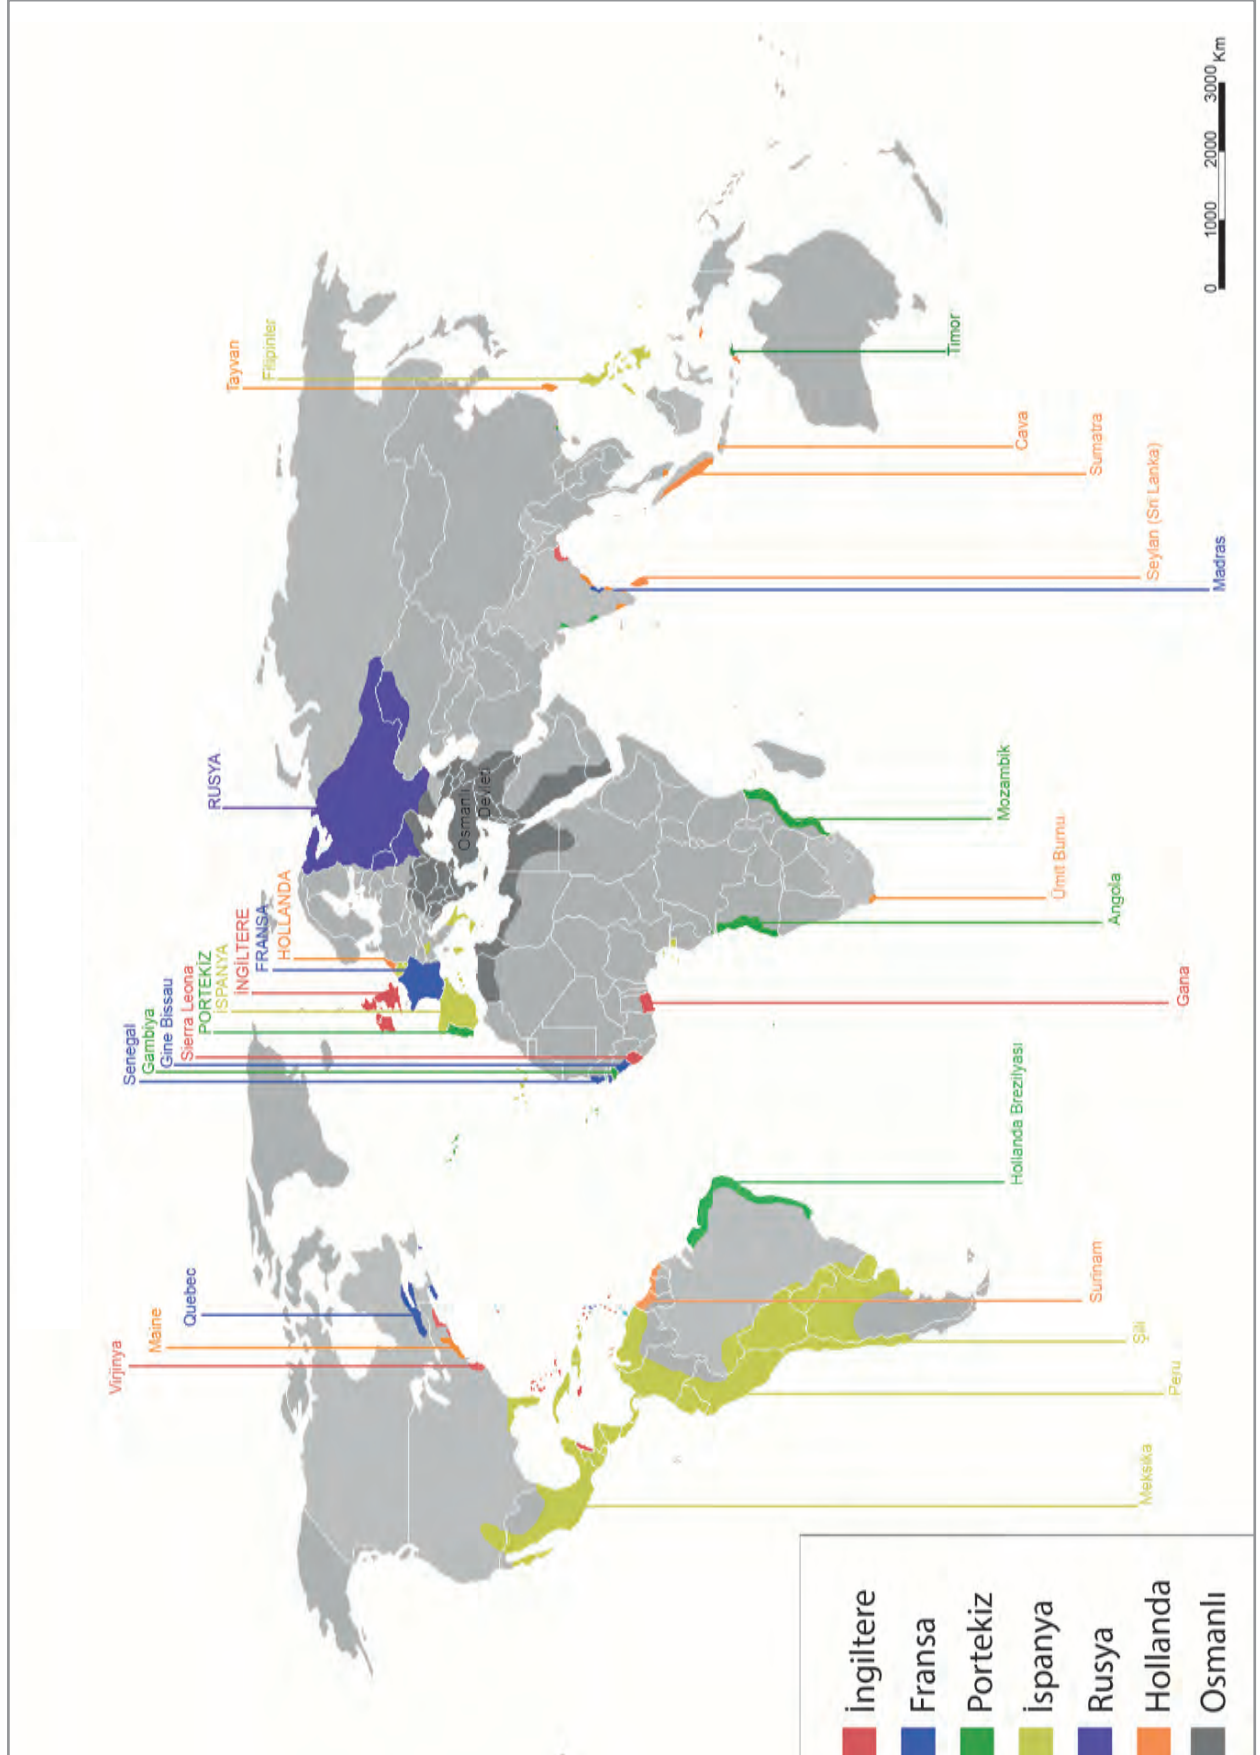 Virjinya
Maine
Quebec
Senegal
Gambiya
Gine Bissau
Sierra Leona
PORTEKİZ
İSPANYA
İNGİLTERE
FRANSA
HOLLANDA
RUSYA
Tayvan
Filipinler
Osmanlı
Devleti
Meksika
Peru
Şili
Surinam
Hollanda Brezilyası
Gana
Angola
Ümit Burnu
Mozambik
Madras
Seylan (Sri Lanka)
Sumatra
Cava
Timor
0 1000 2000 3000 Km
İngiltere
Fransa
Portekiz
İspanya
Rusya
Hollanda
Osmanlı